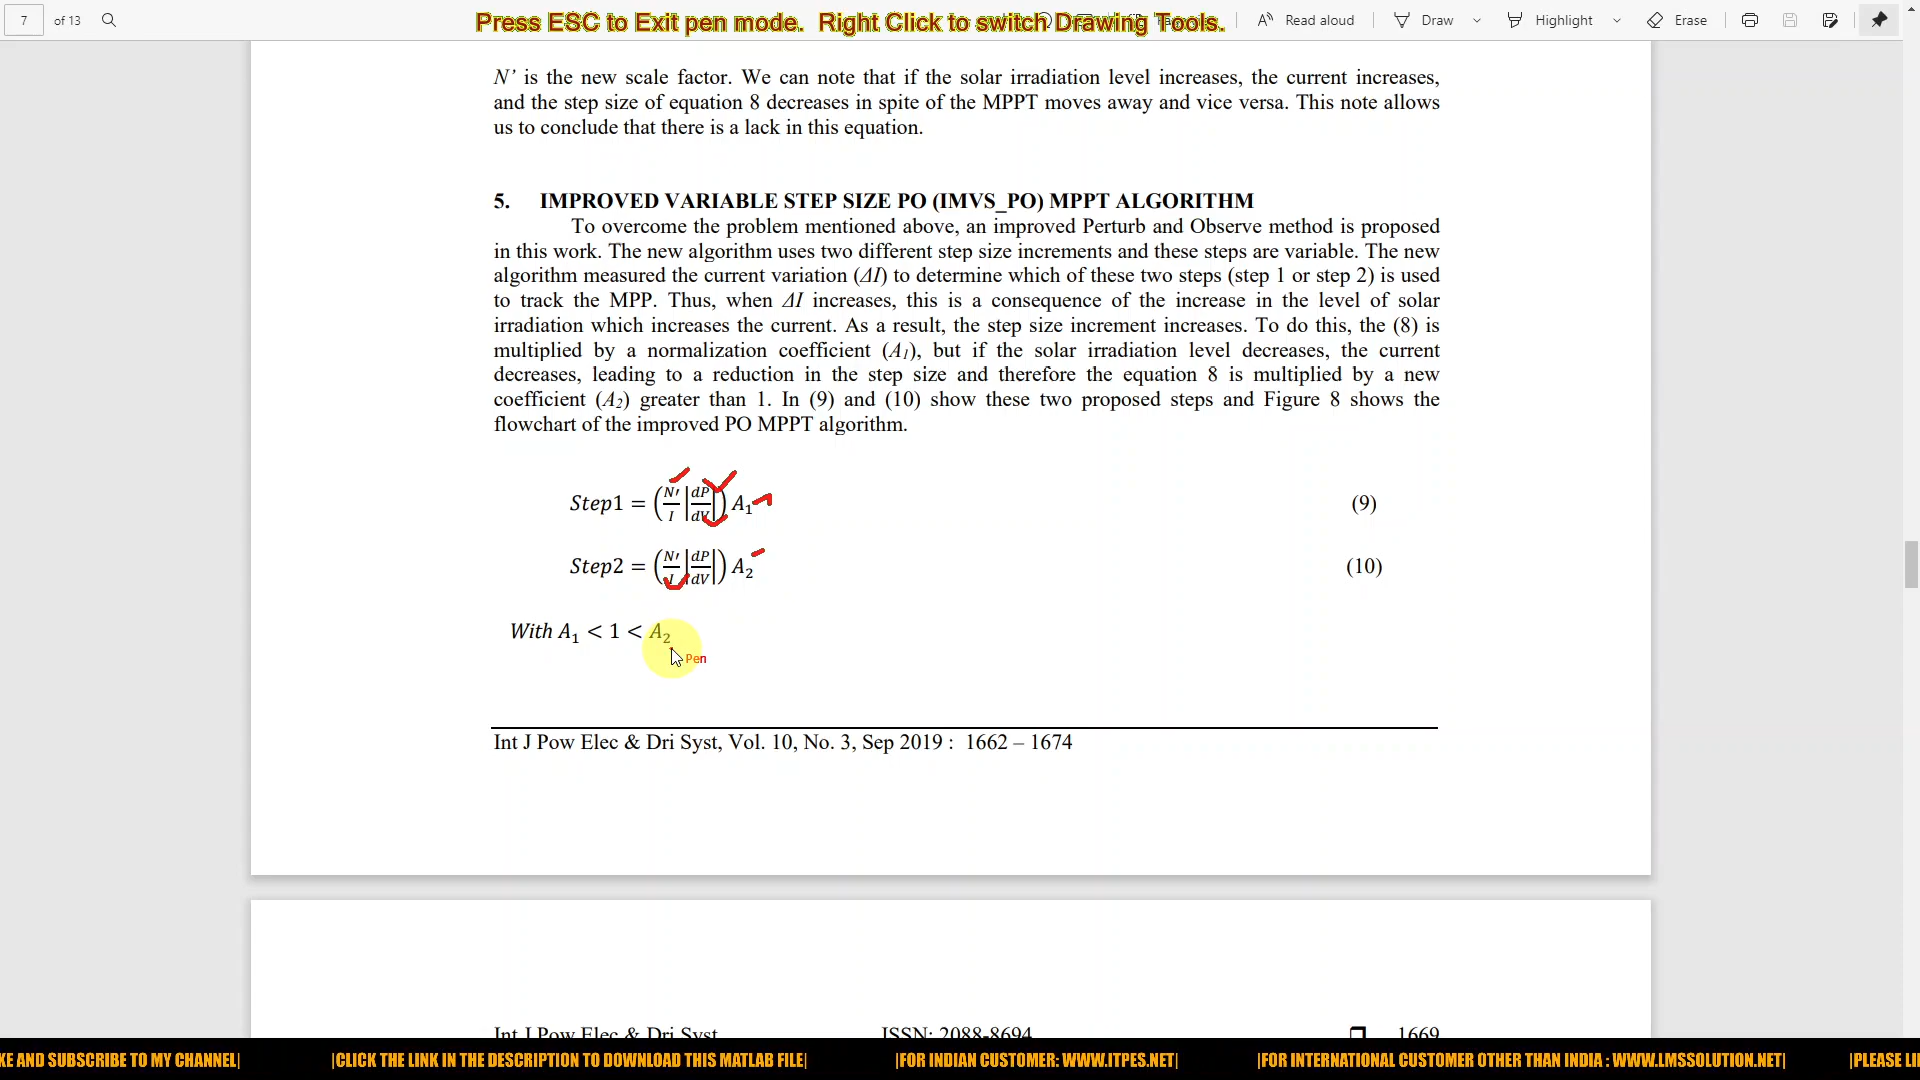 7 of 13
Press ESC to Exit pen mode. Right Click to switch Drawing Tools.
Read aloud
Draw
Highlight
Erase
N’ is the new scale factor. We can note that if the solar irradiation level increases, the current increases,
and the step size of equation 8 decreases in spite of the MPPT moves away and vice versa. This note allows
us to conclude that there is a lack in this equation.
5. IMPROVED VARIABLE STEP SIZE PO (IMVS_PO) MPPT ALGORITHM
To overcome the problem mentioned above, an improved Perturb and Observe method is proposed
in this work. The new algorithm uses two different step size increments and these steps are variable. The new
algorithm measured the current variation (ΔI) to determine which of these two steps (step 1 or step 2) is used
to track the MPP. Thus, when ΔI increases, this is a consequence of the increase in the level of solar
irradiation which increases the current. As a result, the step size increment increases. To do this, the (8) is
multiplied by a normalization coefficient (A₁), but if the solar irradiation level decreases, the current
decreases, leading to a reduction in the step size and therefore the equation 8 is multiplied by a new
coefficient (A₂) greater than 1. In (9) and (10) show these two proposed steps and Figure 8 shows the
flowchart of the improved PO MPPT algorithm.
Step1 = (N′/I |dP/dV|) A₁ (9)
Step2 = (N′/I |dP/dV|) A₂ (10)
With A₁ < 1 < A₂
Pen
Int J Pow Elec & Dri Syst, Vol. 10, No. 3, Sep 2019 : 1662 – 1674
Int J Pow Elec & Dri Syst ISSN: 2088-8694 ❒ 1669
KE AND SUBSCRIBE TO MY CHANNEL| |CLICK THE LINK IN THE DESCRIPTION TO DOWNLOAD THIS MATLAB FILE| |FOR INDIAN CUSTOMER: WWW.ITPES.NET| |FOR INTERNATIONAL CUSTOMER OTHER THAN INDIA : WWW.LMSSOLUTION.NET| |PLEASE LI